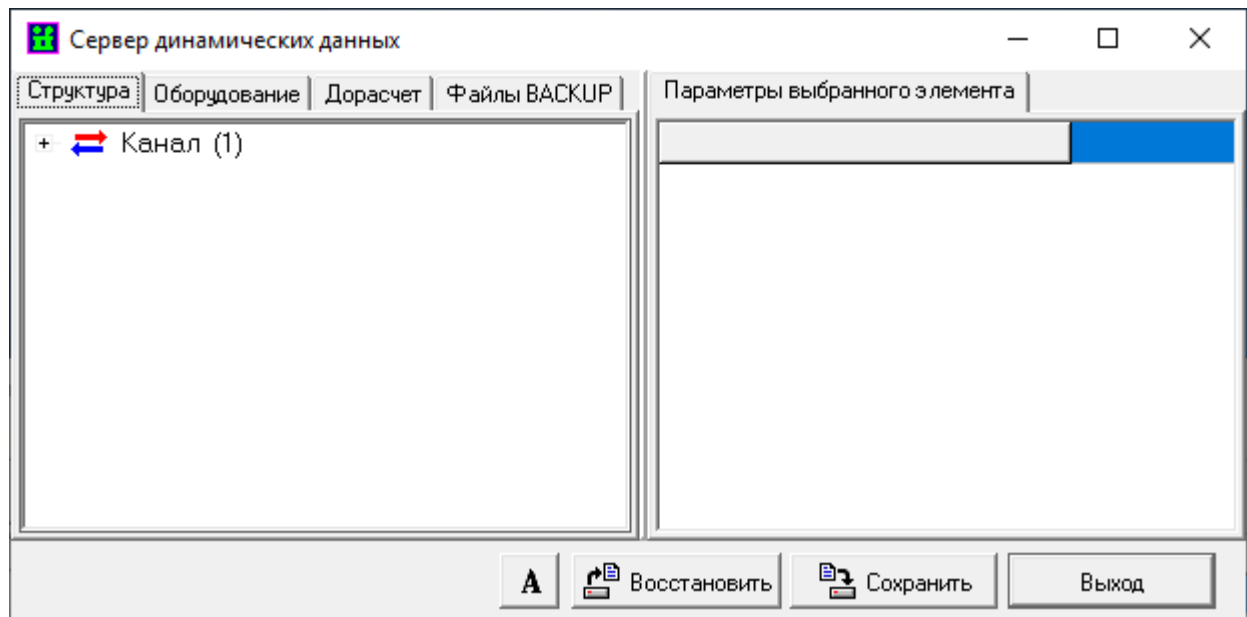 Сервер динамических данных
Структура Оборудование Дорасчет Файлы BACKUP Параметры выбранного элемента
Канал (1)
A Восстановить Сохранить Выход